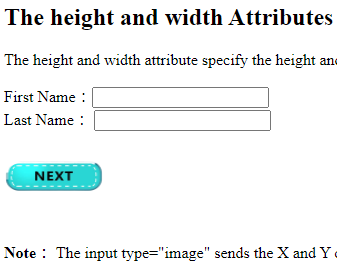 The height and width Attributes
The height and width attribute specify the height and
First Name :
Last Name :
NEXT
Note : The input type="image" sends the X and Y